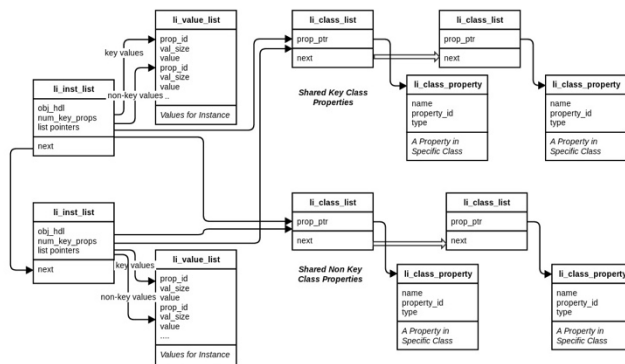 li_value_list
prop_id
val_size
value
prop_id
val_size
value
...
Values for Instance
key values
non-key values
li_inst_list
obj_hdl
num_key_props
list pointers
next
li_class_list
prop_ptr
next
li_class_list
prop_ptr
next
Shared Key Class
Properties
li_class_property
name
property_id
type
A Property in
Specific Class
li_class_property
name
property_id
type
A Property in
Specific Class
li_inst_list
obj_hdl
num_key_props
list pointers
next
key values
non-key values
li_value_list
prop_id
val_size
value
prop_id
val_size
value
....
Values for Instance
li_class_list
prop_ptr
next
li_class_list
prop_ptr
next
Shared Non Key
Class Properties
li_class_property
name
property_id
type
A Property in
Specific Class
li_class_property
name
property_id
type
A Property in
Specific Class